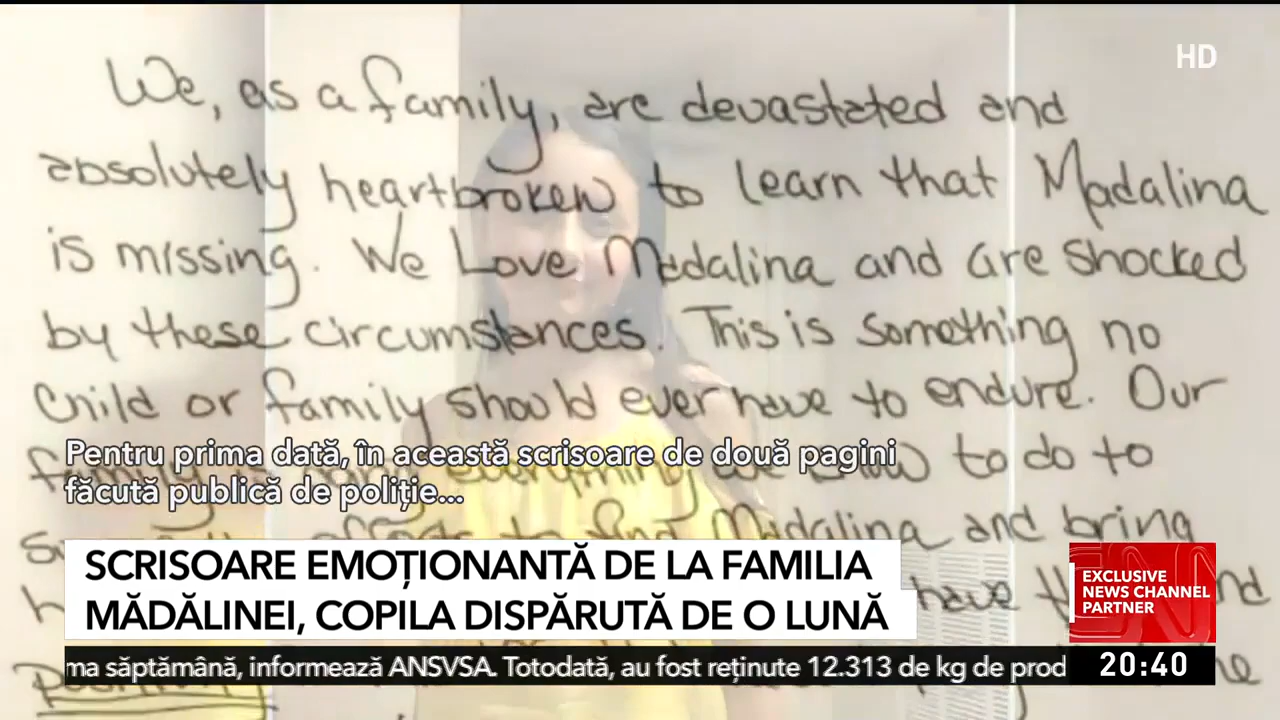 HD
We, as a family, are devastated and
absolutely heartbroken to learn that Madalina
is missing. We Love Madalina and are shocked
by these circumstances. This is something no
Child or family should ever have to endure. Our
to do to
Pentru prima dată, în această scrisoare de două pagini
făcută publică de poliție...
Madalina and bring
SCRISOARE EMOȚIONANTĂ DE LA FAMILIA
MĂDĂLINEI, COPILA DISPĂRUTĂ DE O LUNĂ
have
EXCLUSIVE
NEWS CHANNEL
PARTNER
ma săptămână, informează ANSVSA. Totodată, au fost reținute 12.313 de kg de prod
20:40